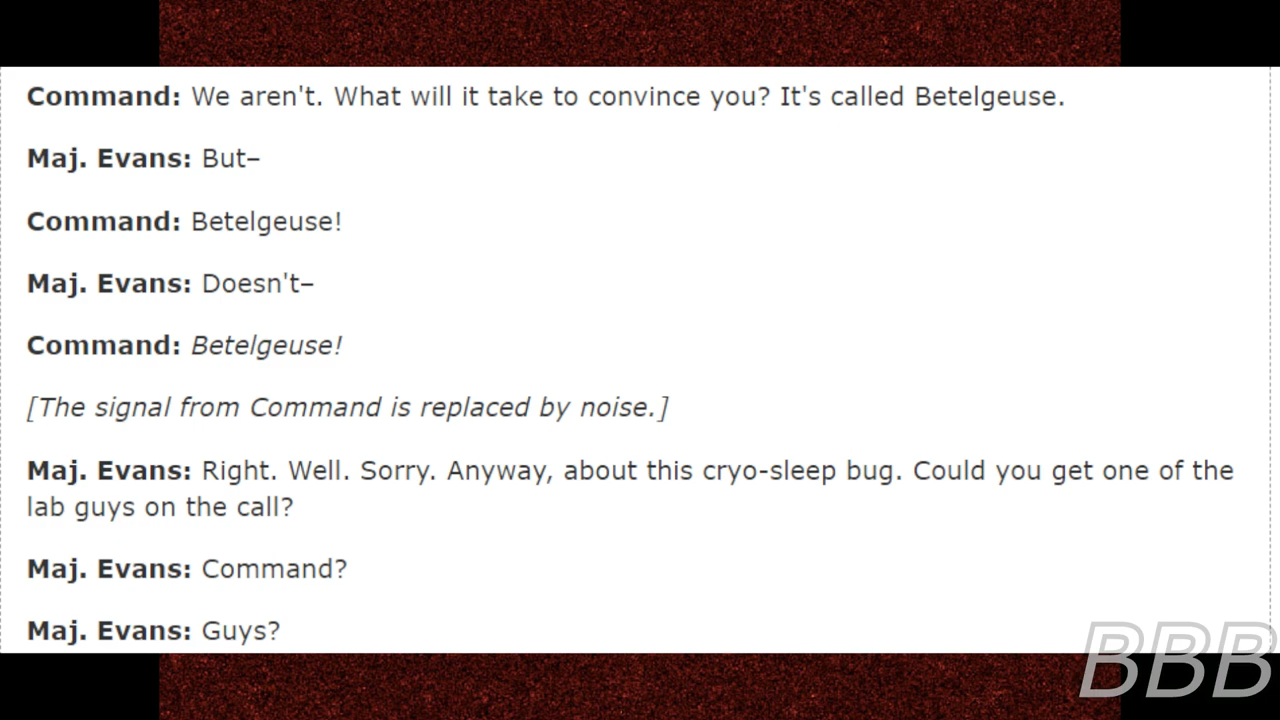 Command: We aren't. What will it take to convince you? It's called Betelgeuse.
Maj. Evans: But–
Command: Betelgeuse!
Maj. Evans: Doesn't–
Command: Betelgeuse!
[The signal from Command is replaced by noise.]
Maj. Evans: Right. Well. Sorry. Anyway, about this cryo-sleep bug. Could you get one of the
lab guys on the call?
Maj. Evans: Command?
Maj. Evans: Guys?
BBB